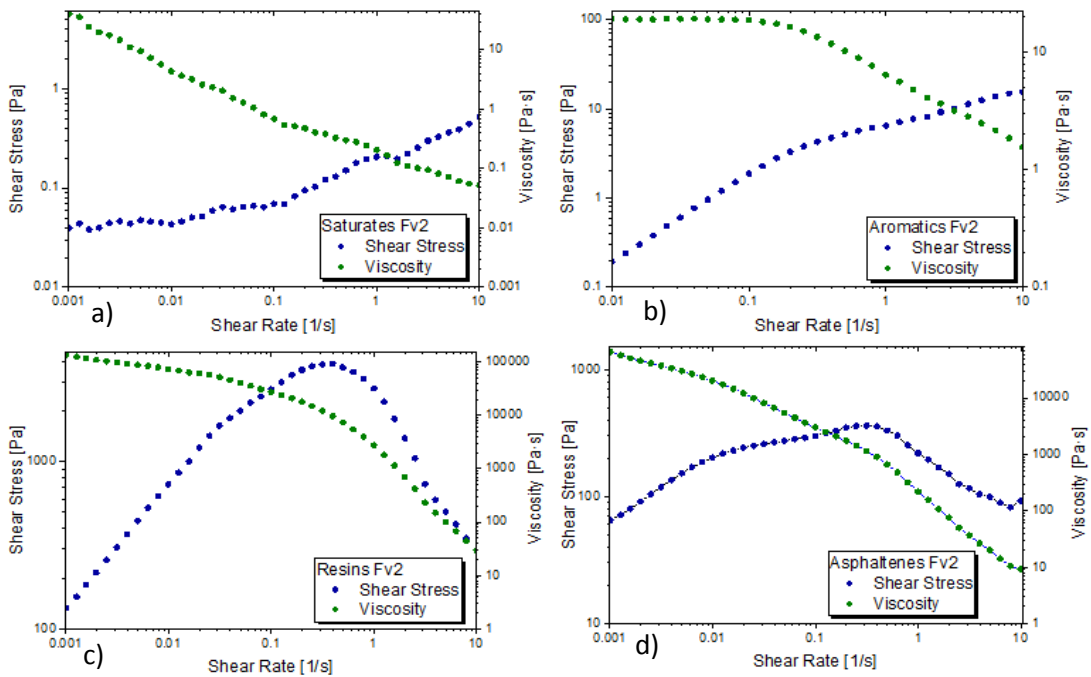 Shear Stress [Pa]
1
0.1
0.01
10
1
0.1
0.01
0.001
Viscosity [Pa·s]
Saturates Fv2
Shear Stress
Viscosity
0.001 0.01 0.1 1 10
a)
Shear Rate [1/s]
Shear Stress [Pa]
100
10
1
0.1
10
1
0.1
Viscosity [Pa·s]
Aromatics Fv2
Shear Stress
Viscosity
0.01 0.1 1 10
b)
Shear Rate [1/s]
Shear Stress [Pa]
1000
100
100000
10000
1000
100
10
1
Viscosity [Pa·s]
Resins Fv2
Shear Stress
Viscosity
0.001 0.01 0.1 1 10
c)
Shear Rate [1/s]
Shear Stress [Pa]
1000
100
10
10000
1000
100
10
1
Viscosity [Pa·s]
Asphaltenes Fv2
Shear Stress
Viscosity
0.001 0.01 0.1 1 10
d)
Shear Rate [1/s]